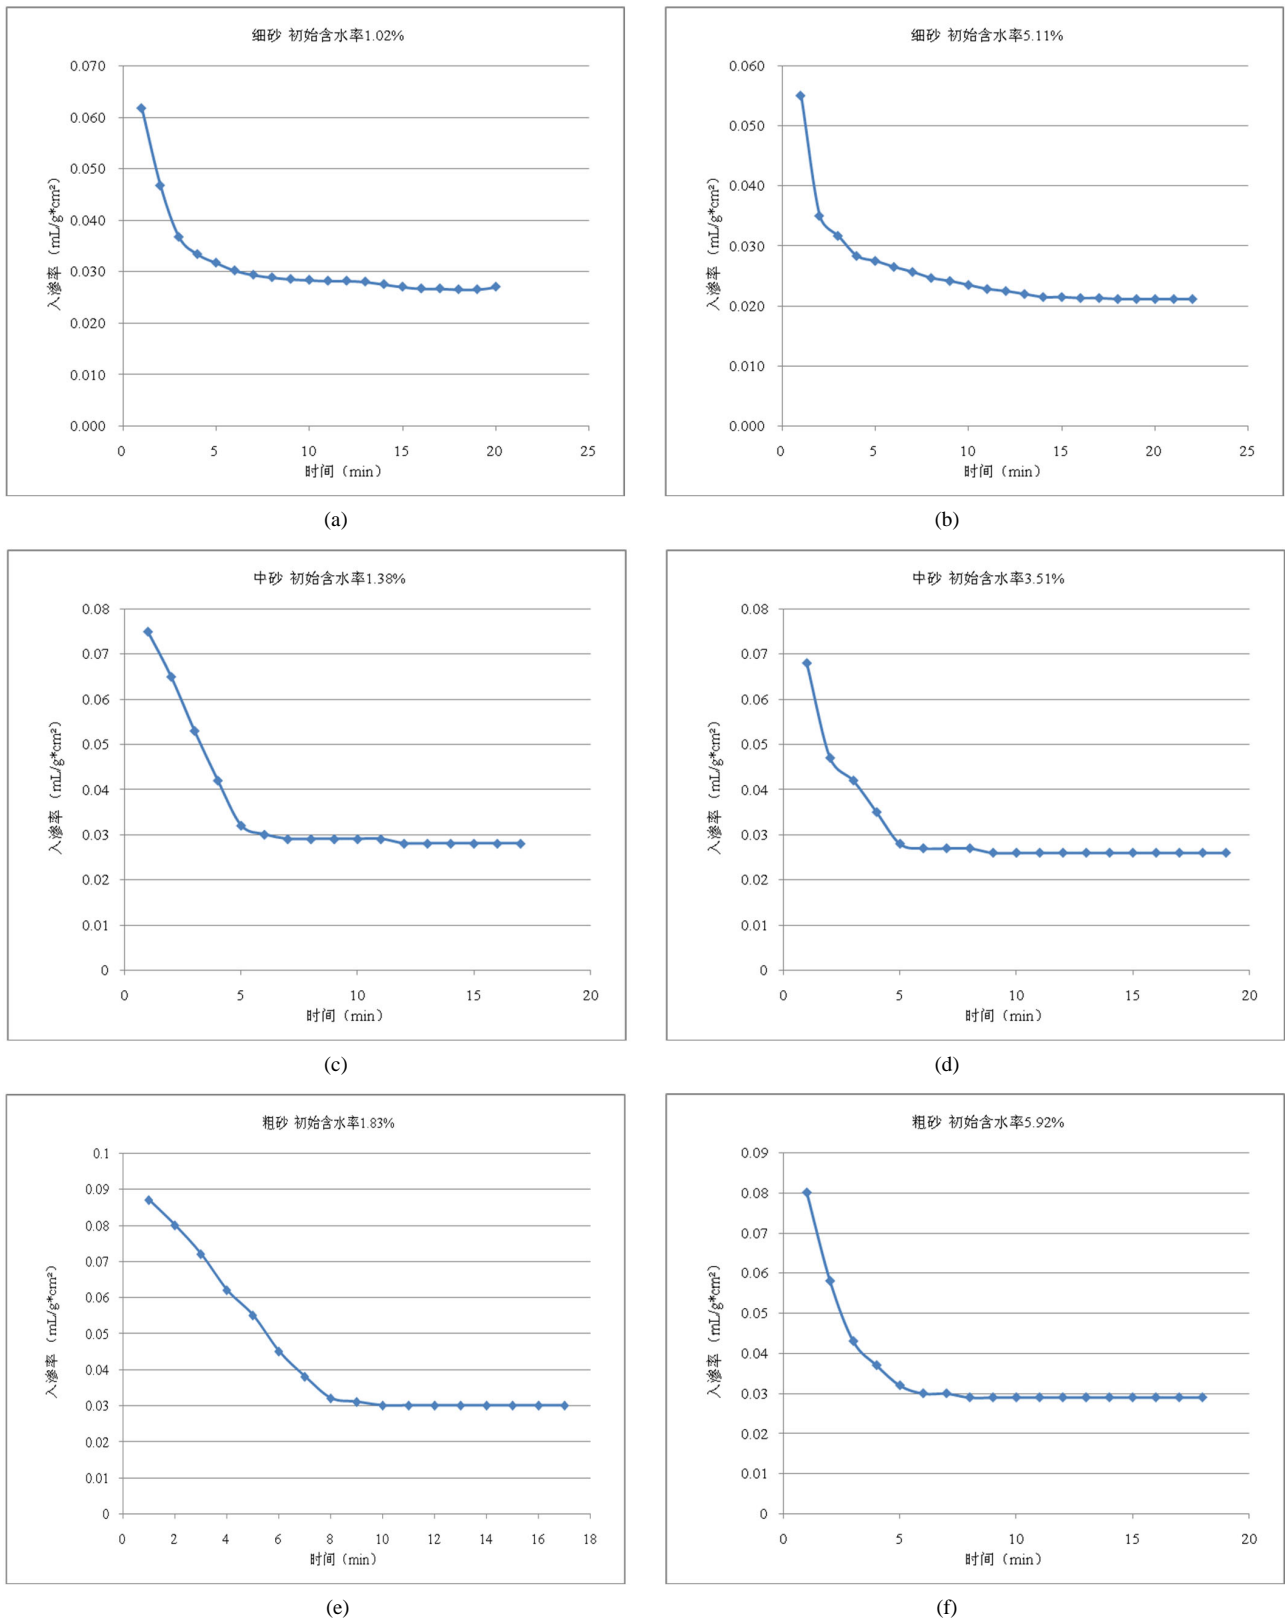 细砂 初始含水率1.02%
0.070
0.060
0.050
0.040
0.030
0.020
0.010
0.000
入渗率（mL/g*cm²）
0 5 10 15 20 25
时间（min）
(a)
细砂 初始含水率5.11%
0.060
0.050
0.040
0.030
0.020
0.010
0.000
入渗率（mL/g*cm²）
0 5 10 15 20 25
时间（min）
(b)
中砂 初始含水率1.38%
0.08
0.07
0.06
0.05
0.04
0.03
0.02
0.01
0
入渗率（mL/g*cm²）
0 5 10 15 20
时间（min）
(c)
中砂 初始含水率3.51%
0.08
0.07
0.06
0.05
0.04
0.03
0.02
0.01
0
入渗率（mL/g*cm²）
0 5 10 15 20
时间（min）
(d)
粗砂 初始含水率1.83%
0.1
0.09
0.08
0.07
0.06
0.05
0.04
0.03
0.02
0.01
0
入渗率（mL/g*cm²）
0 2 4 6 8 10 12 14 16 18
时间（min）
(e)
粗砂 初始含水率5.92%
0.09
0.08
0.07
0.06
0.05
0.04
0.03
0.02
0.01
0
入渗率（mL/g*cm²）
0 5 10 15 20
时间（min）
(f)